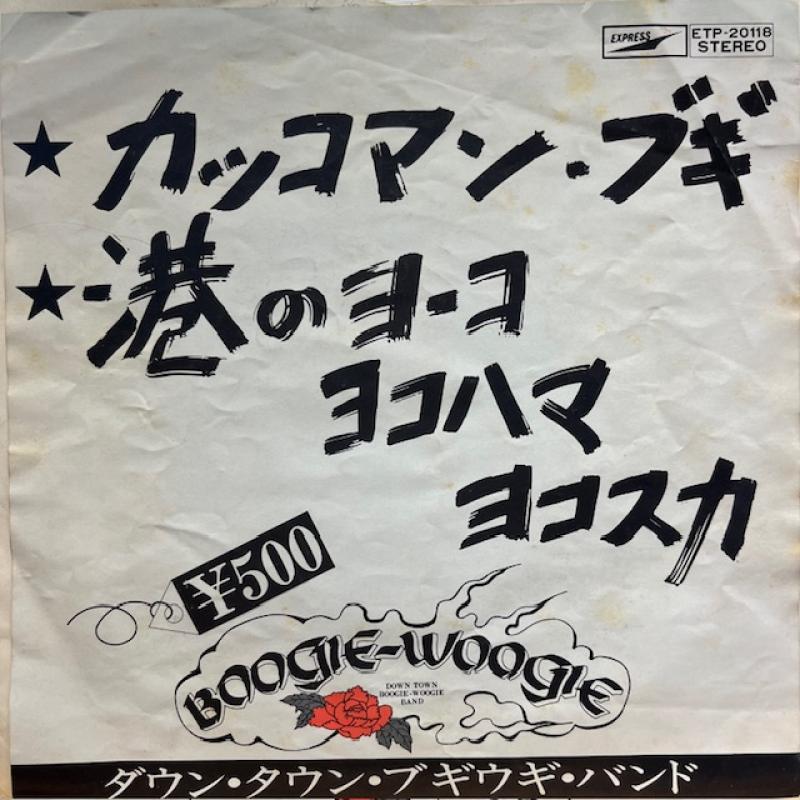 EXPRESS
ETP-20118
STEREO
★カッコマン・ブギ
★港のヨーコ
ヨコハマ
ヨコスカ
¥500
BOOGIE-WOOGIE
DOWN TOWN
BOOGIE-WOOGIE
BAND
ダウン・タウン・ブギウギ・バンド